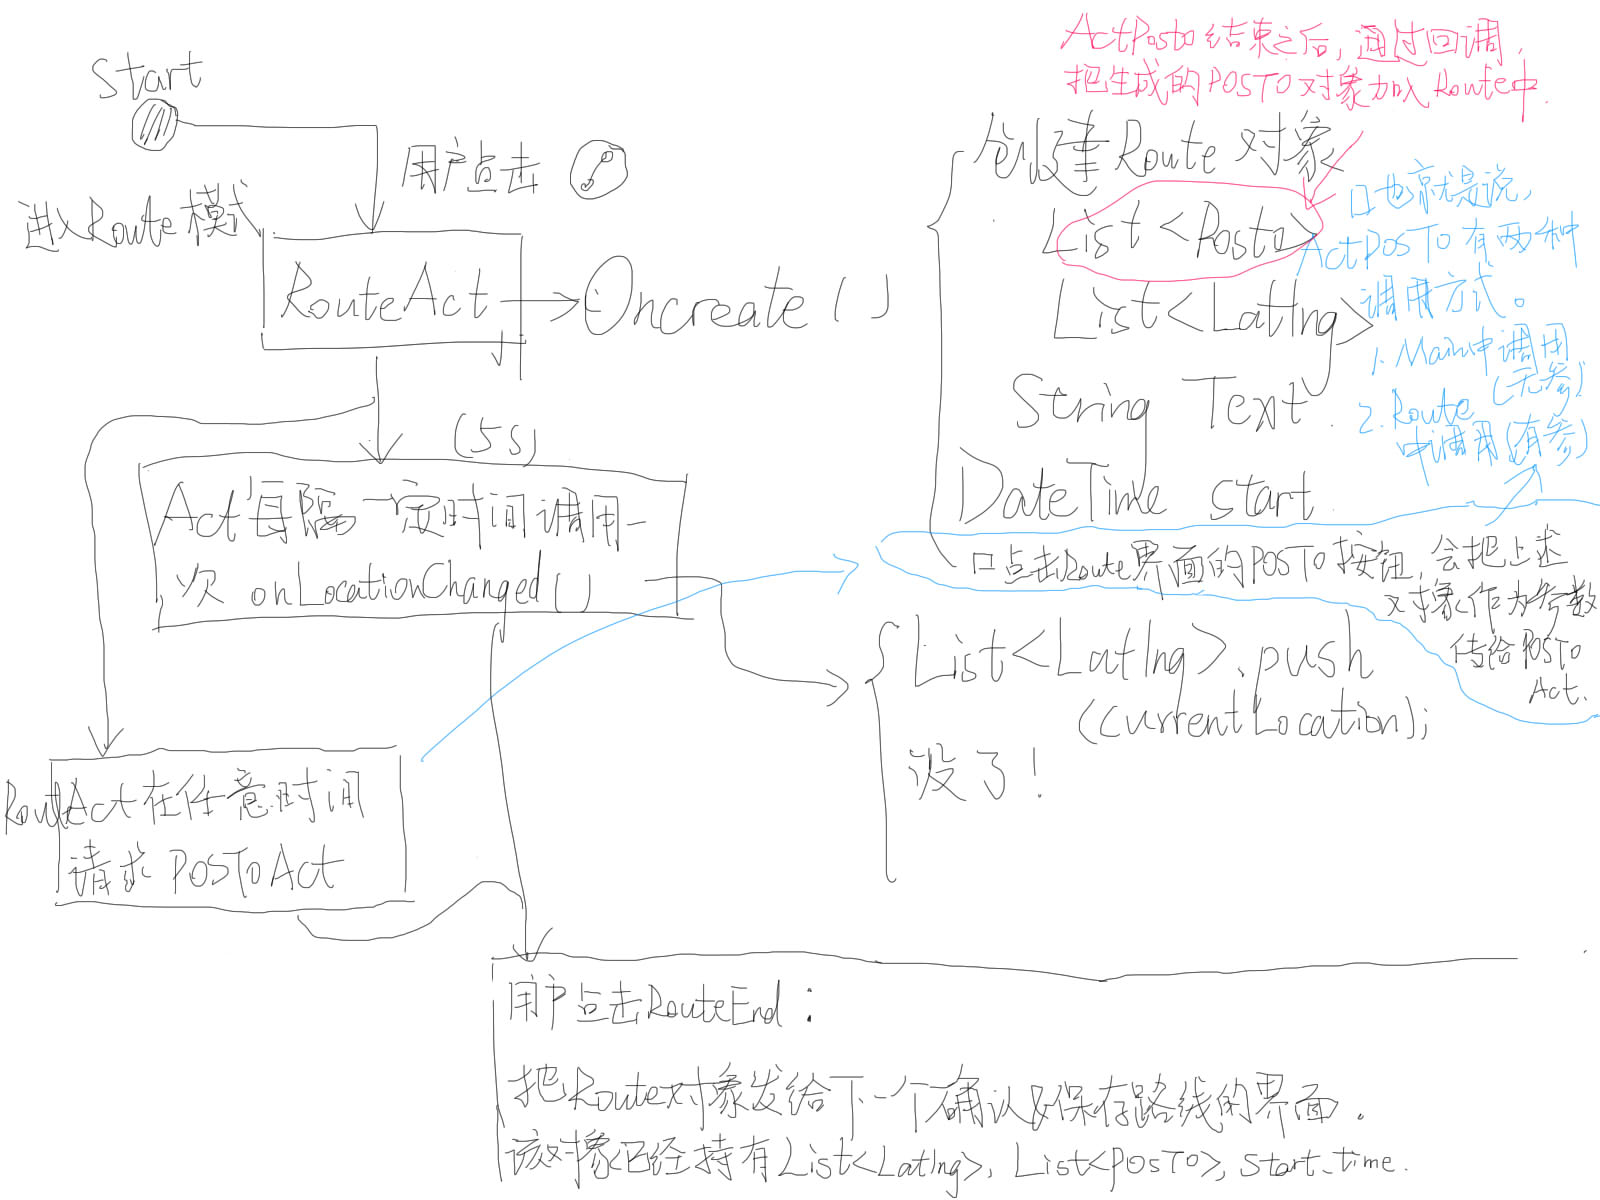 Start
用户点击
进入Route模式
RouteAct
Oncreate()
(5s)
Act每隔一定时间调用一
次 onLocationChanged()
RouteAct在任意时间
请求 POSTOAct
ActPosto结束之后,通过回调,
把生成的POSTO对象加入Route中.
创建Route对象
List<Posto>
List<Latlng>
String Text
DateTime start
口也就是说,
ActPOSTO有两种
调用方式。
1. Main中调用
(无参)
2. Route
中调用(有参)
口点击Route界面的POSTO按钮,会把上述
对象作为参数
传给POSTO
Act.
List<Latlng>.push
(currentLocation);
没了!
用户点击RouteEnd:
把Route对象发给下一个确认&保存路线的界面.
该对象已经持有List<Latlng>, List<POSTO>, start_time.